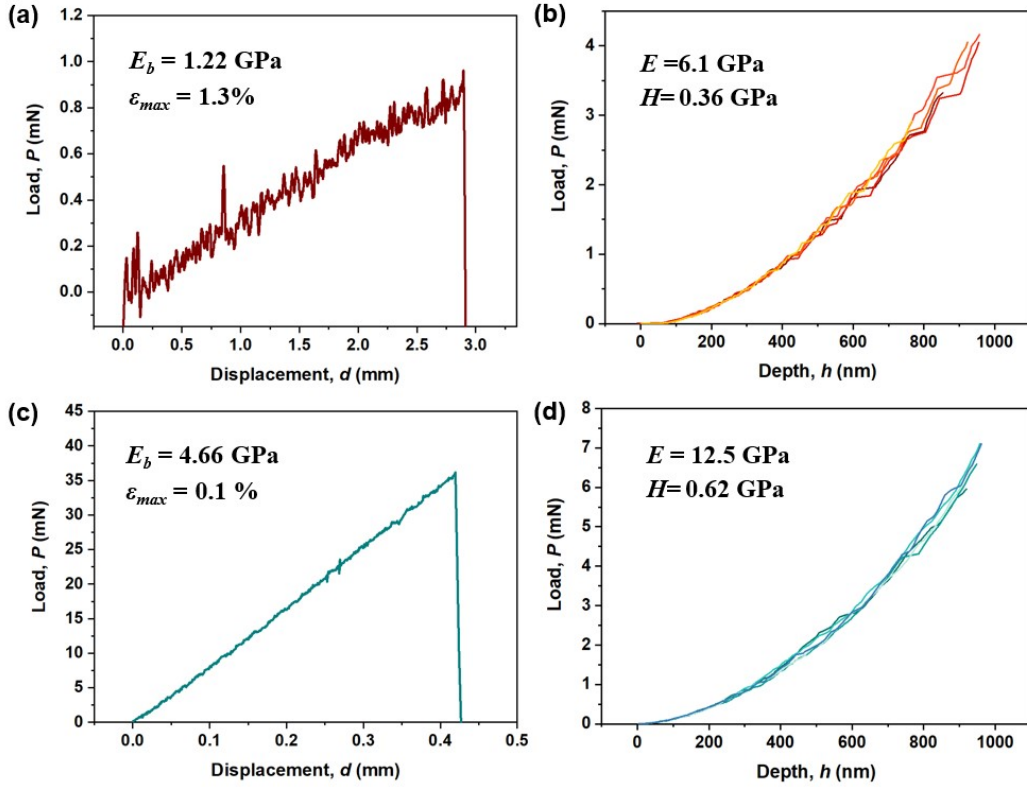 (a)
1.2
1.0
0.8
0.6
0.4
0.2
0.0
Load, P (mN)
E_b = 1.22 GPa
ε_max = 1.3%
0.0 0.5 1.0 1.5 2.0 2.5 3.0
Displacement, d (mm)
(b)
4
3
2
1
0
Load, P (mN)
E =6.1 GPa
H= 0.36 GPa
0 200 400 600 800 1000
Depth, h (nm)
(c)
45
40
35
30
25
20
15
10
5
0
Load, P (mN)
E_b = 4.66 GPa
ε_max = 0.1 %
0.0 0.1 0.2 0.3 0.4 0.5
Displacement, d (mm)
(d)
8
7
6
5
4
3
2
1
0
Load, P (mN)
E = 12.5 GPa
H= 0.62 GPa
0 200 400 600 800 1000
Depth, h (nm)